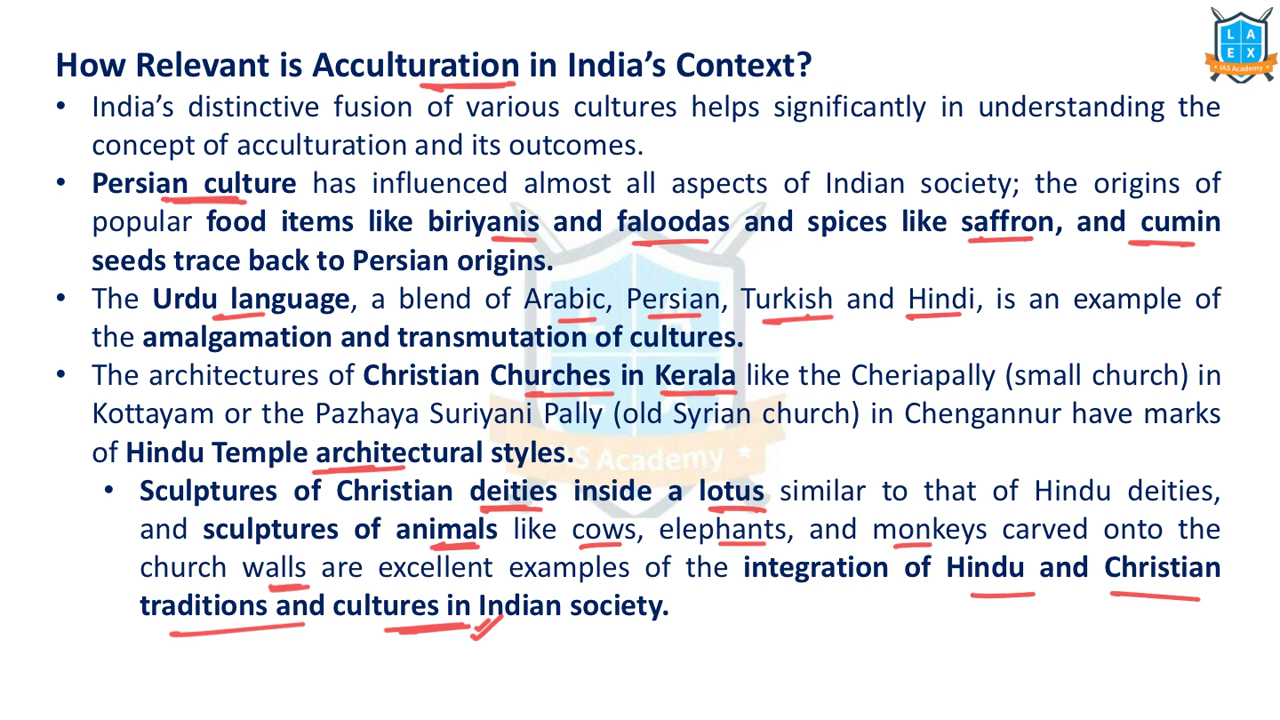 L A
E X
IAS Academy
How Relevant is Acculturation in India’s Context?
• India’s distinctive fusion of various cultures helps significantly in understanding the
concept of acculturation and its outcomes.
• Persian culture has influenced almost all aspects of Indian society; the origins of
popular food items like biriyanis and faloodas and spices like saffron, and cumin
seeds trace back to Persian origins.
• The Urdu language, a blend of Arabic, Persian, Turkish and Hindi, is an example of
the amalgamation and transmutation of cultures.
• The architectures of Christian Churches in Kerala like the Cheriapally (small church) in
Kottayam or the Pazhaya Suriyani Pally (old Syrian church) in Chengannur have marks
of Hindu Temple architectural styles.
• Sculptures of Christian deities inside a lotus similar to that of Hindu deities,
and sculptures of animals like cows, elephants, and monkeys carved onto the
church walls are excellent examples of the integration of Hindu and Christian
traditions and cultures in Indian society.
IAS Academy